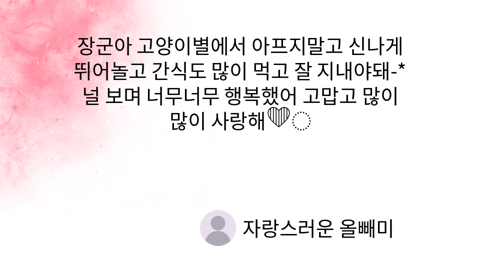 장군아 고양이별에서 아프지말고 신나게
뛰어놀고 간식도 많이 먹고 잘 지내야돼-*
널 보며 너무너무 행복했어 고맙고 많이
많이 사랑해💗◌
자랑스러운 올빼미